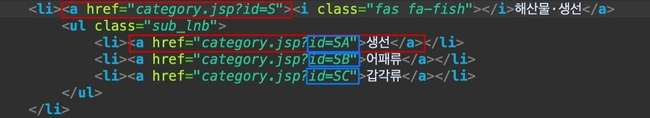 <li><a href="category.jsp?id=S"><i class="fas fa-fish"></i>해산물·생선</a>
<ul class="sub_lnb">
<li><a href="category.jsp?id=SA">생선</a></li>
<li><a href="category.jsp?id=SB">어패류</a></li>
<li><a href="category.jsp?id=SC">갑각류</a></li>
</ul>
</li>